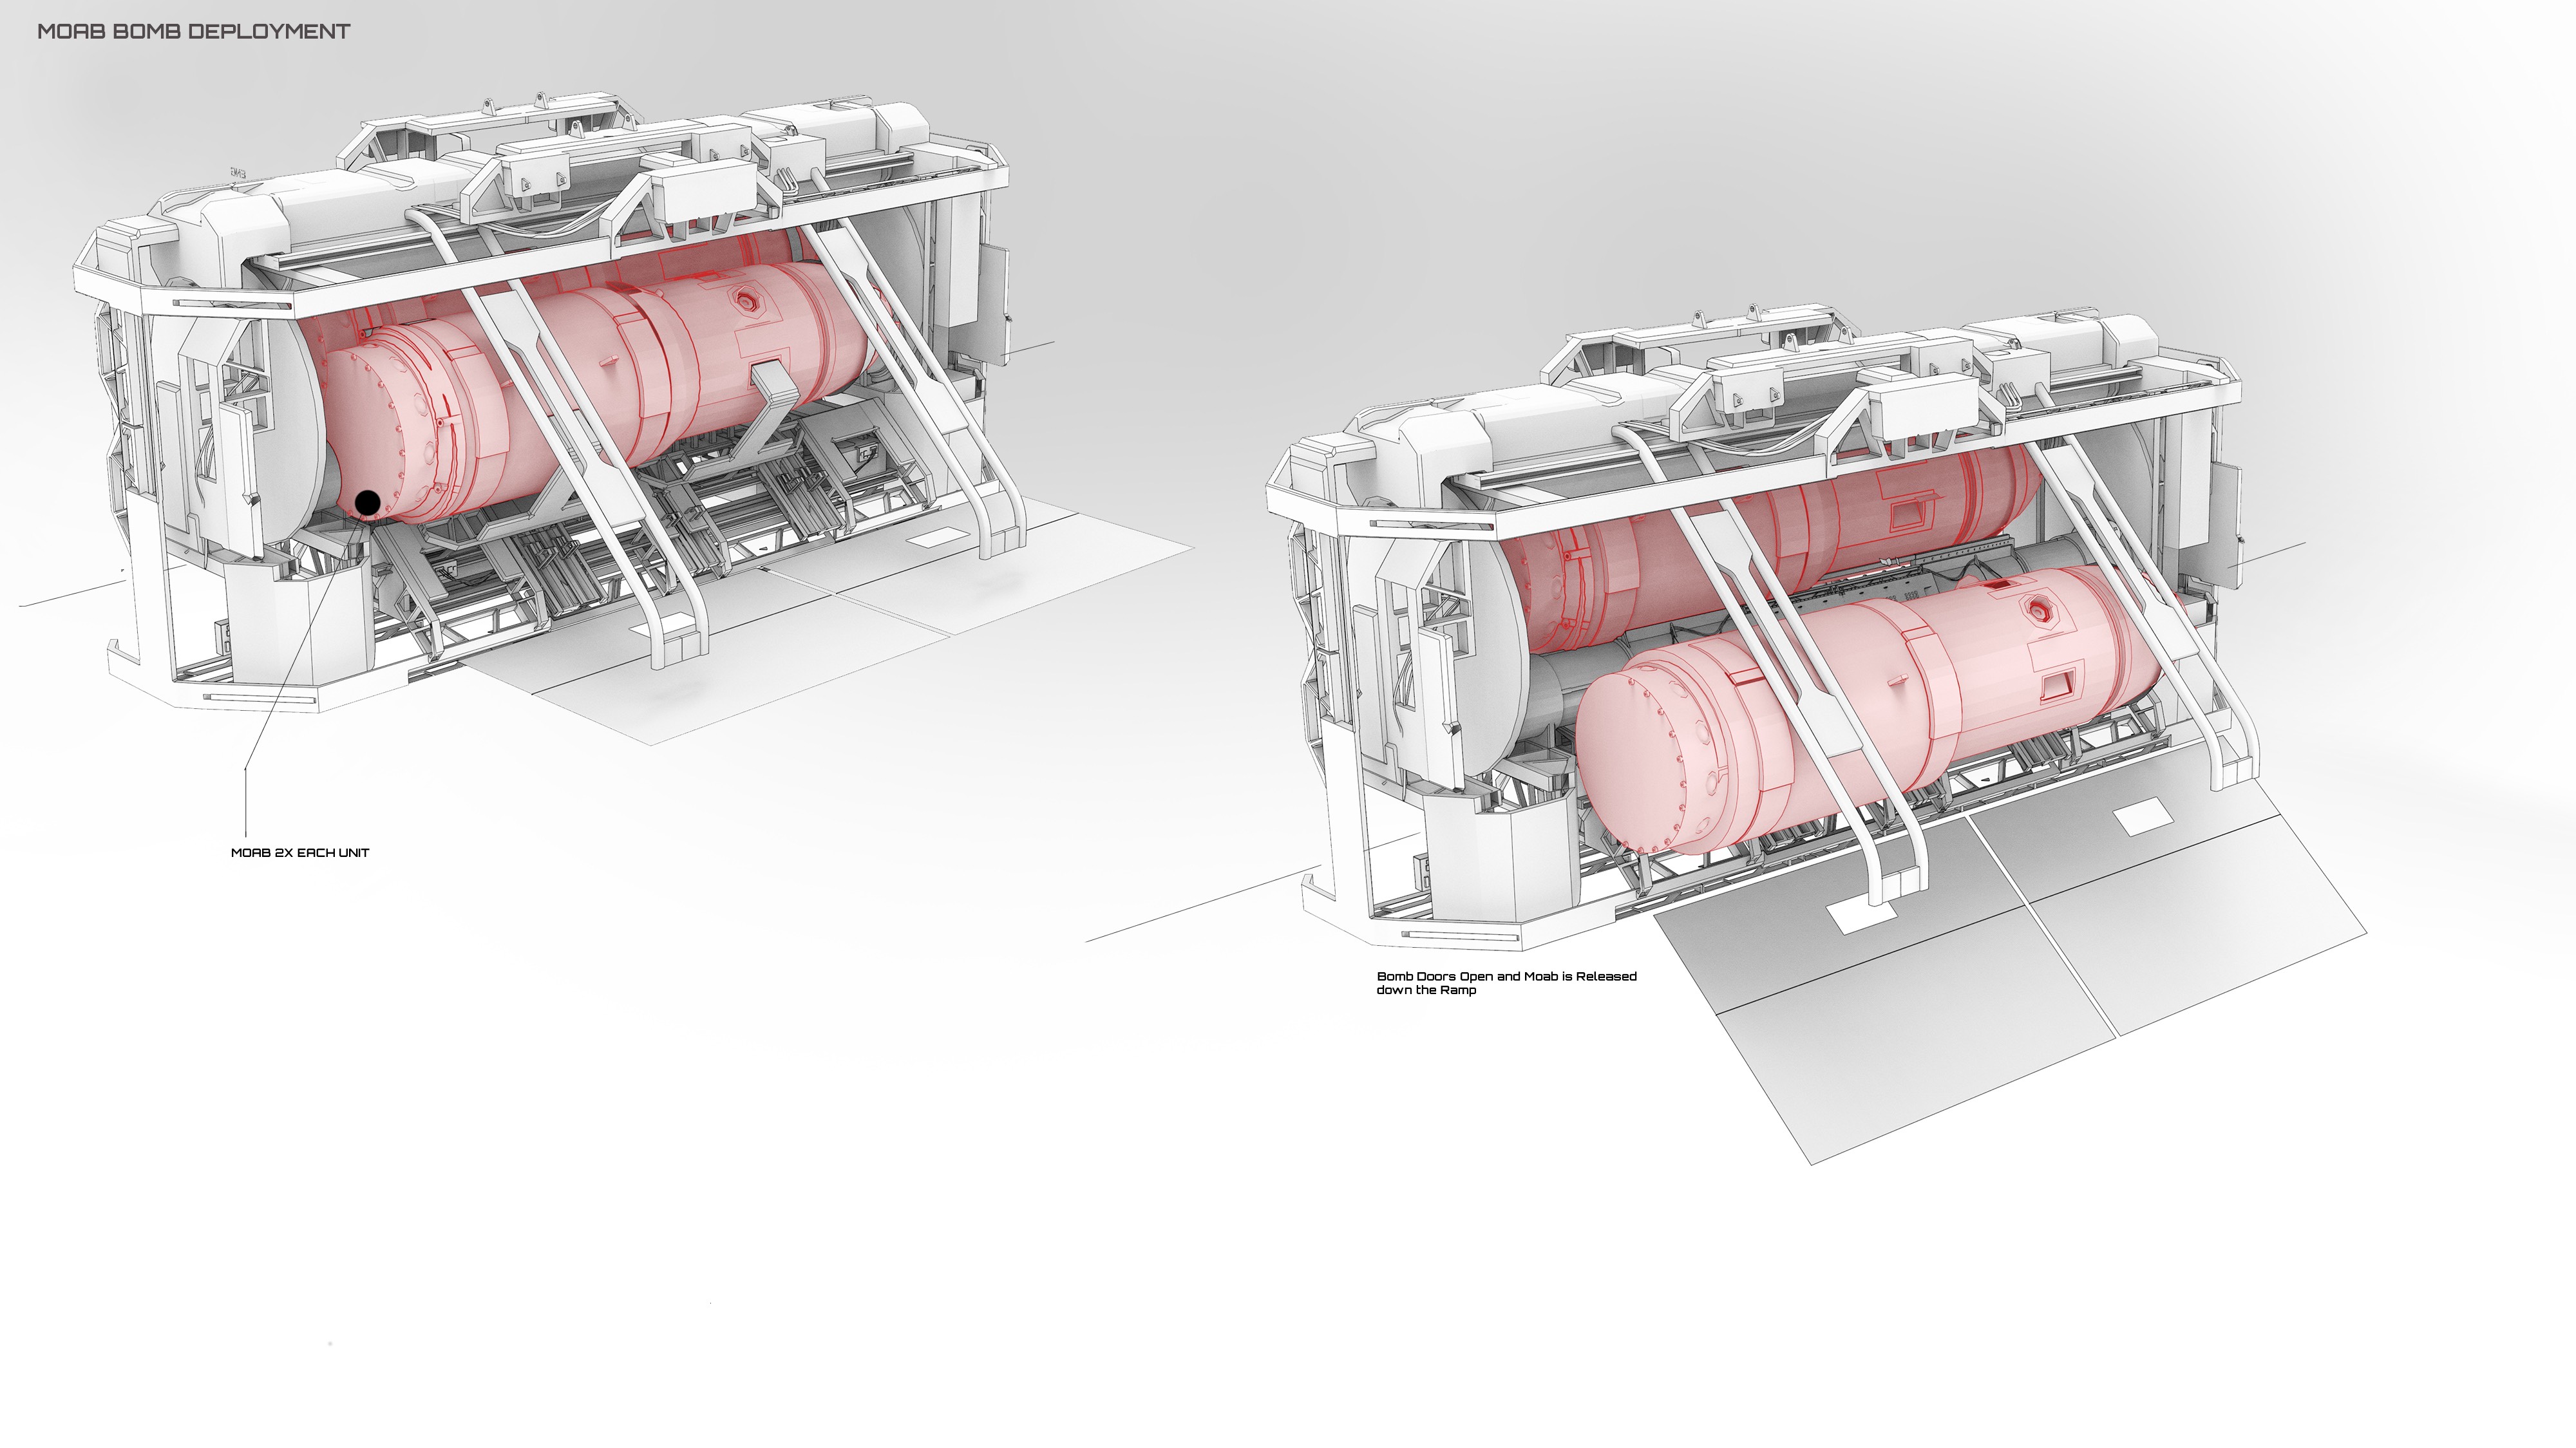 MOAB BOMB DEPLOYMENT
MOAB 2X EACH UNIT
Bomb Doors Open and Moab is Released
down the Ramp